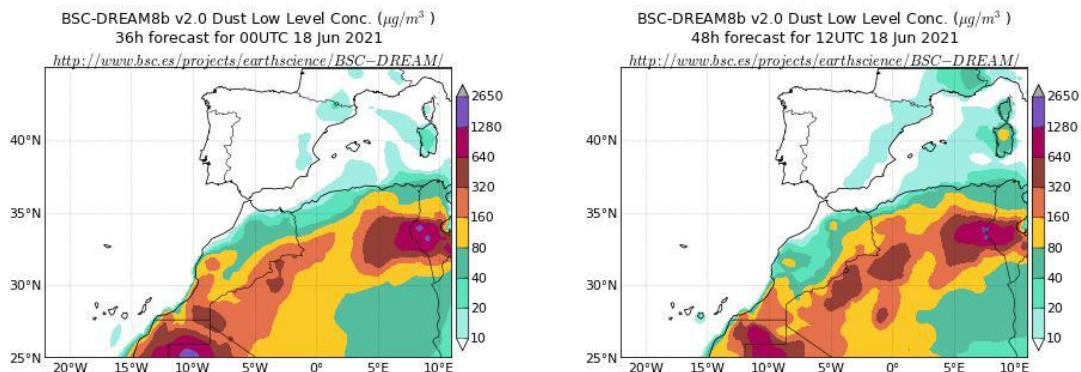 BSC-DREAM8b v2.0 Dust Low Level Conc. (μg/m³ )
36h forecast for 00UTC 18 Jun 2021
http://www.bsc.es/projects/earthscience/BSC−DREAM/
40°N
35°N
30°N
25°N
20°W
15°W
10°W
5°W
0°
5°E
10°E
2650
1280
640
320
160
80
40
20
10
BSC-DREAM8b v2.0 Dust Low Level Conc. (μg/m³ )
48h forecast for 12UTC 18 Jun 2021
http://www.bsc.es/projects/earthscience/BSC−DREAM/
40°N
35°N
30°N
25°N
20°W
15°W
10°W
5°W
0°
5°E
10°E
2650
1280
640
320
160
80
40
20
10